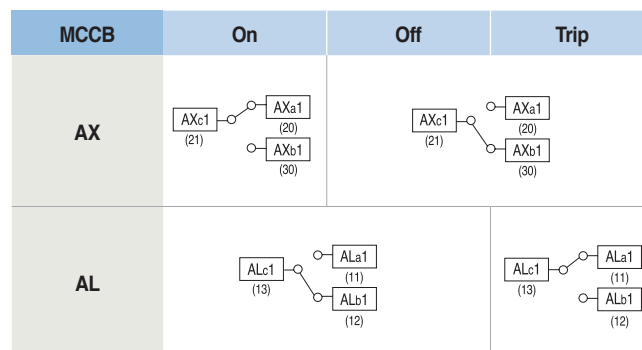 MCCB On Off Trip
AX
AXc1
(21)
AXa1
(20)
AXb1
(30)
AXc1
(21)
AXa1
(20)
AXb1
(30)
AL
ALc1
(13)
ALa1
(11)
ALb1
(12)
ALc1
(13)
ALa1
(11)
ALb1
(12)